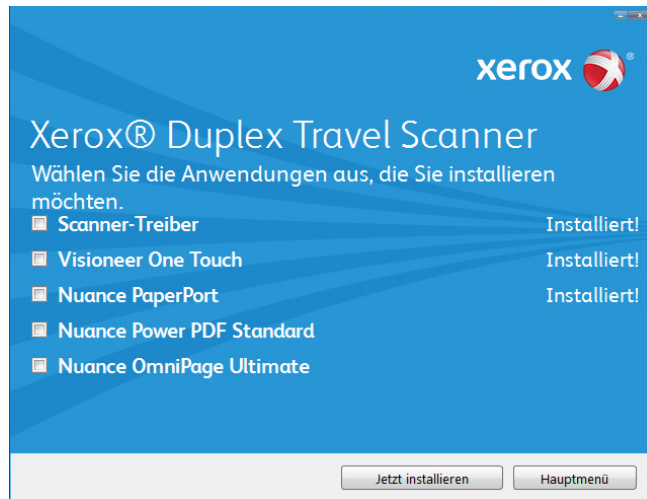 xerox ®
Xerox® Duplex Travel Scanner
Wählen Sie die Anwendungen aus, die Sie installieren
möchten.
Scanner-Treiber Installiert!
Visioneer One Touch Installiert!
Nuance PaperPort Installiert!
Nuance Power PDF Standard
Nuance OmniPage Ultimate
Jetzt installieren Hauptmenü